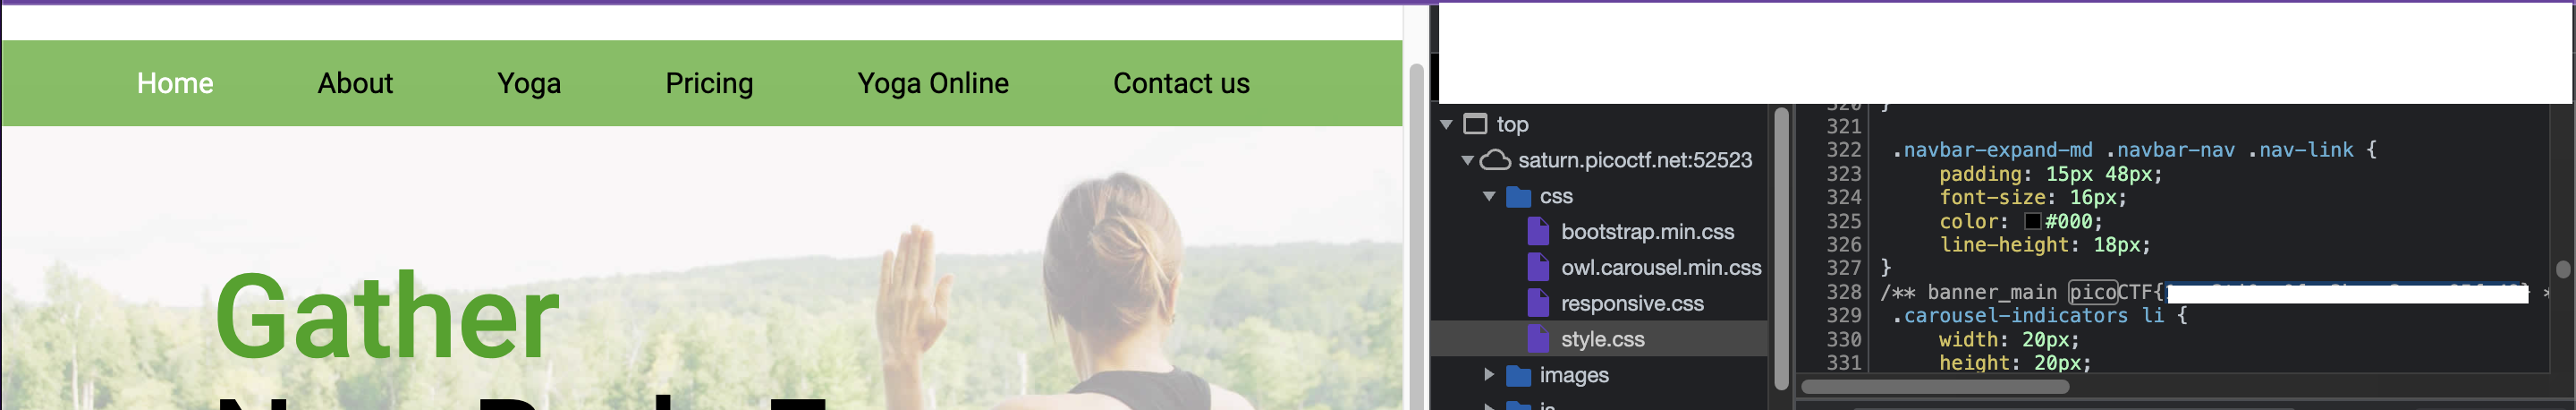 Home About Yoga Pricing Yoga Online Contact us
Gather
top
saturn.picoctf.net:52523
css
bootstrap.min.css
owl.carousel.min.css
responsive.css
style.css
images
js
320 }
321
322 .navbar-expand-md .navbar-nav .nav-link {
323 padding: 15px 48px;
324 font-size: 16px;
325 color: #000;
326 line-height: 18px;
327 }
328 /** banner_main picoCTF{
329 .carousel-indicators li {
330 width: 20px;
331 height: 20px;